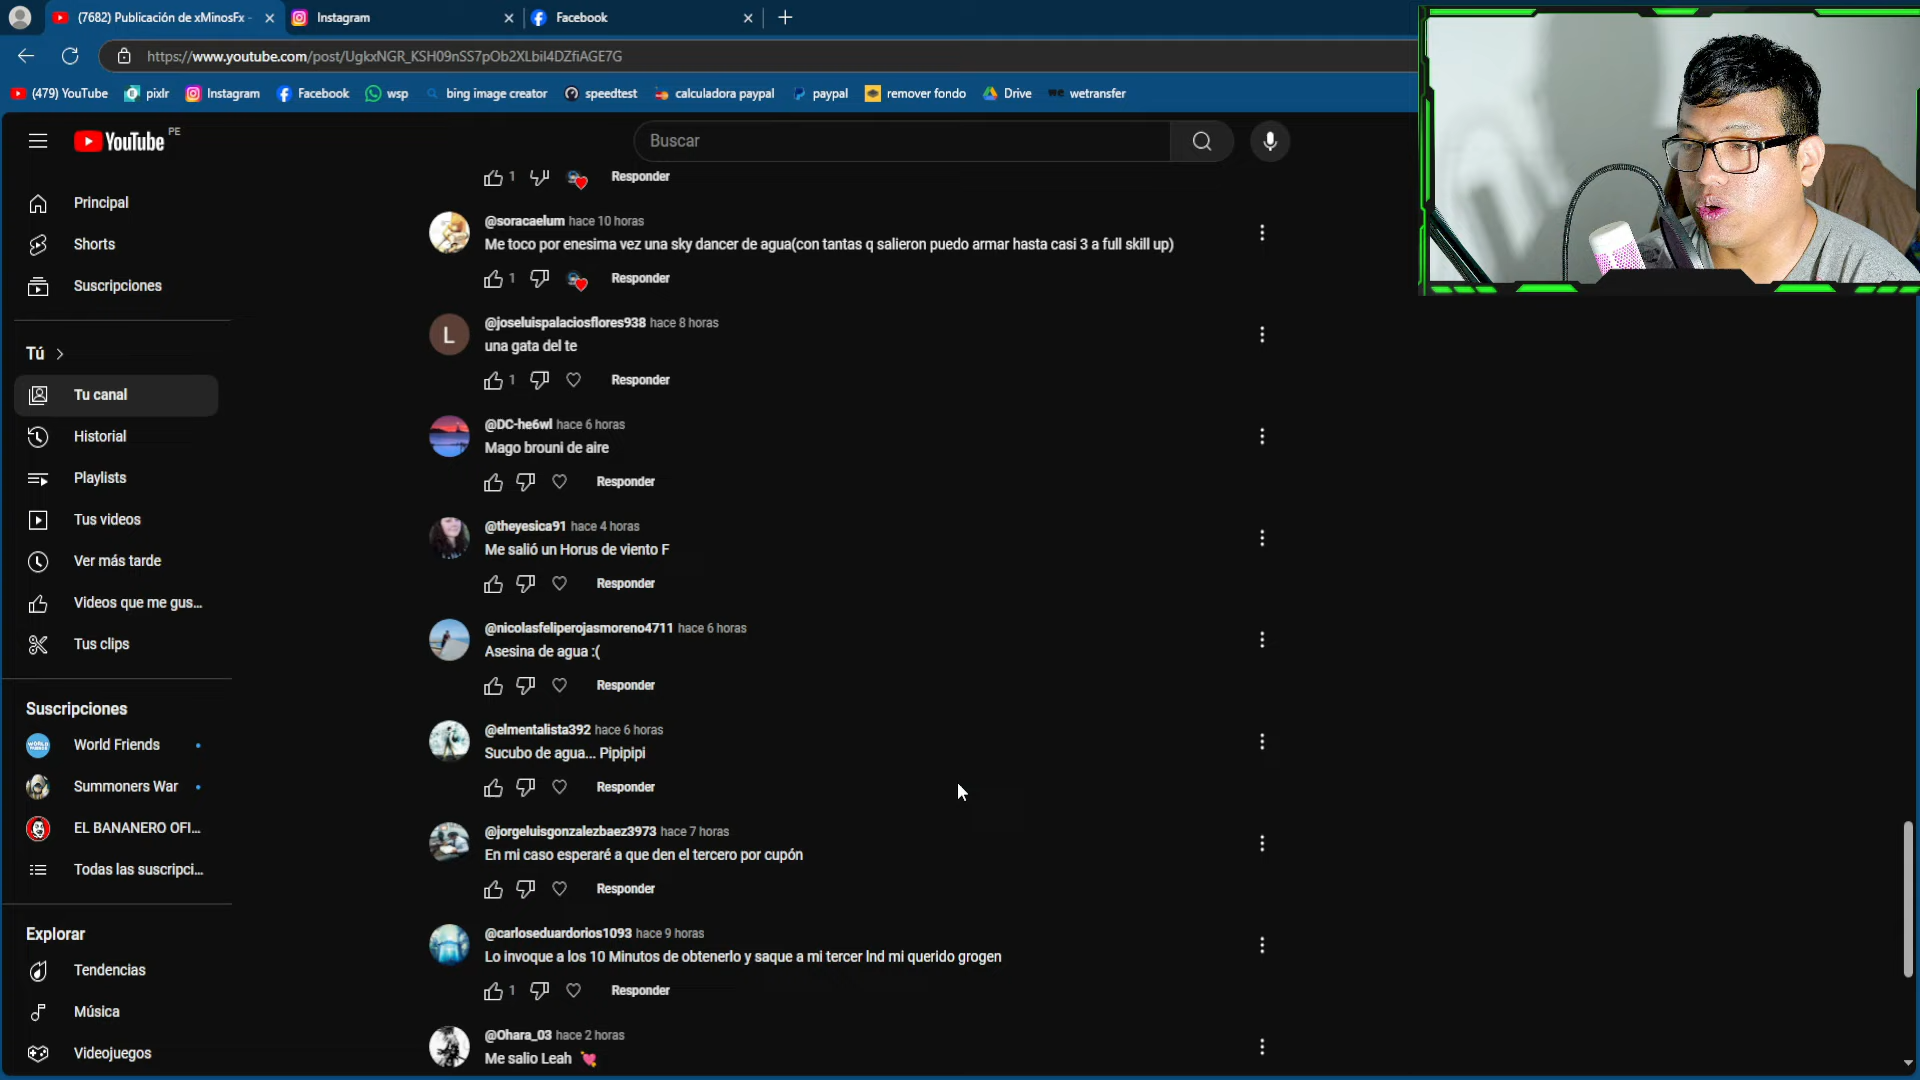 (7682) Publicación de xMinosFx -
Instagram
Facebook
https://www.youtube.com/post/UgkxNGR_KSH09nSS7pOb2XLbil4DZfiAGE7G
(479) YouTube
pixlr
Instagram
Facebook
wsp
bing image creator
speedtest
calculadora paypal
paypal
remover fondo
Drive
wetransfer
YouTube PE
Buscar
Principal
Shorts
Suscripciones
Tú
Tu canal
Historial
Playlists
Tus videos
Ver más tarde
Videos que me gus...
Tus clips
Suscripciones
World Friends
Summoners War
EL BANANERO OFI...
Todas las suscripci...
Explorar
Tendencias
Música
Videojuegos
1 Responder
@soracaelum hace 10 horas
Me toco por enesima vez una sky dancer de agua(con tantas q salieron puedo armar hasta casi 3 a full skill up)
1 Responder
L
@joseluispalaciosflores938 hace 8 horas
una gata del te
1 Responder
@DC-he6wl hace 6 horas
Mago brouni de aire
Responder
@theyesica91 hace 4 horas
Me salió un Horus de viento F
Responder
@nicolasfeliperojasmoreno4711 hace 6 horas
Asesina de agua :(
Responder
@elmentalista392 hace 6 horas
Sucubo de agua... Pipipipi
Responder
@jorgeluisgonzalezbaez3973 hace 7 horas
En mi caso esperaré a que den el tercero por cupón
Responder
@carloseduardorios1093 hace 9 horas
Lo invoque a los 10 Minutos de obtenerlo y saque a mi tercer lnd mi querido grogen
1 Responder
@Ohara_03 hace 2 horas
Me salio Leah 💘